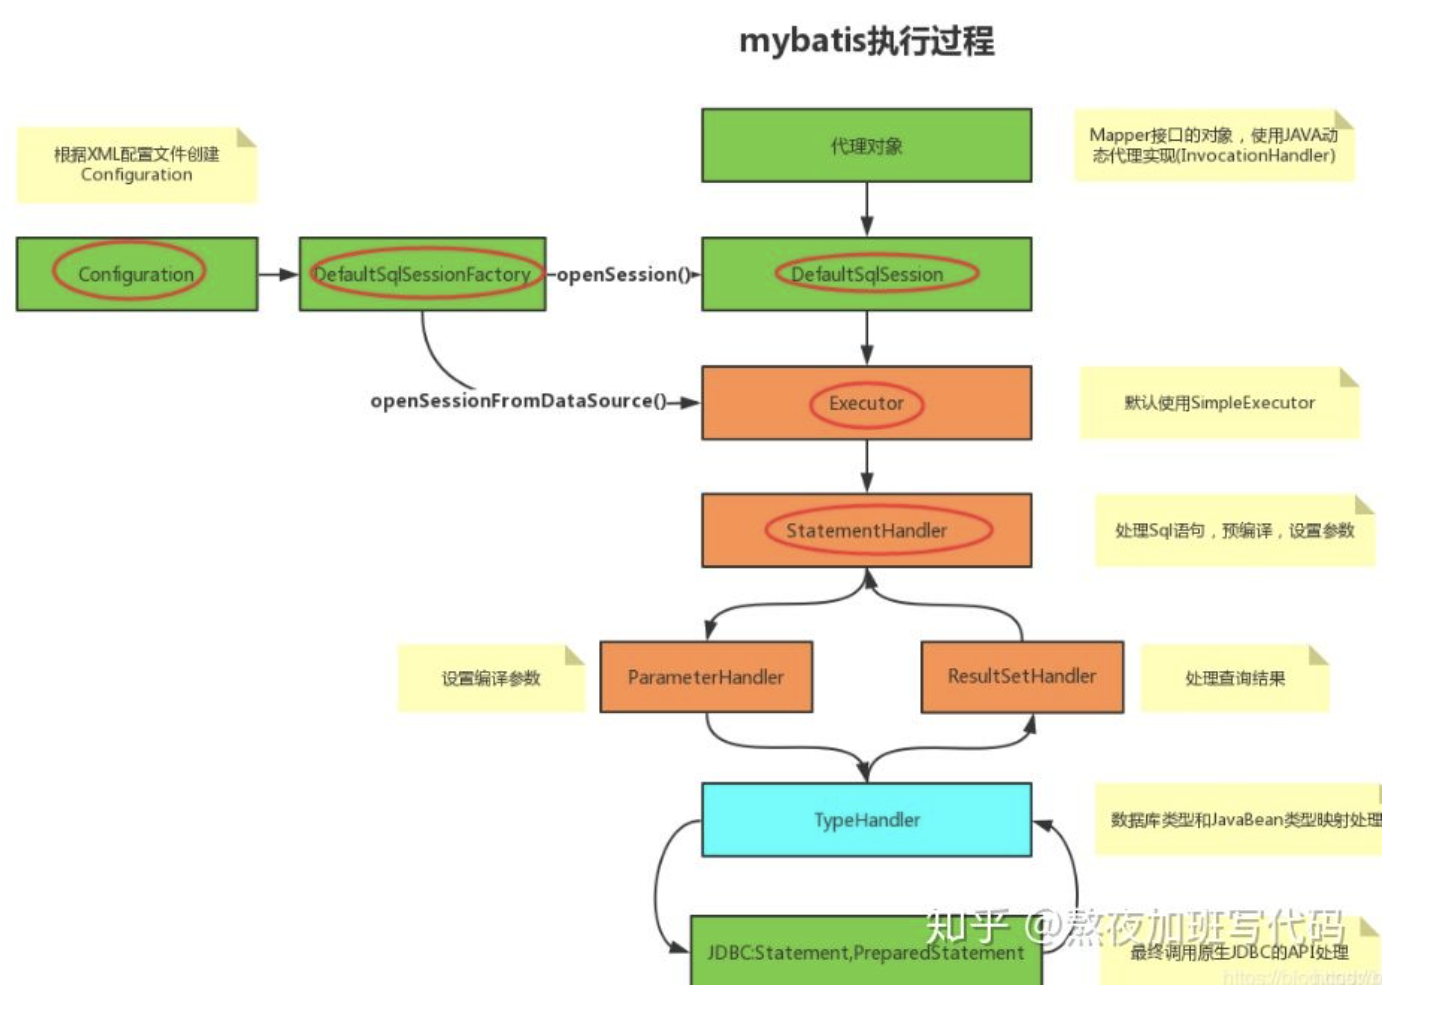 mybatis执行过程
代理对象
Mapper接口的对象，使用JAVA动
态代理实现(InvocationHandler)
根据XML配置文件创建
Configuration
Configuration
DefaultSqlSessionFactory
openSession()
DefaultSqlSession
openSessionFromDataSource()
Executor
默认使用SimpleExecutor
StatementHandler
处理Sql语句，预编译，设置参数
设置编译参数
ParameterHandler
ResultSetHandler
处理查询结果
TypeHandler
数据库类型和JavaBean类型映射处理
知乎 @熬夜加班写代码
JDBC:Statement,PreparedStatement
最终调用原生JDBC的API处理